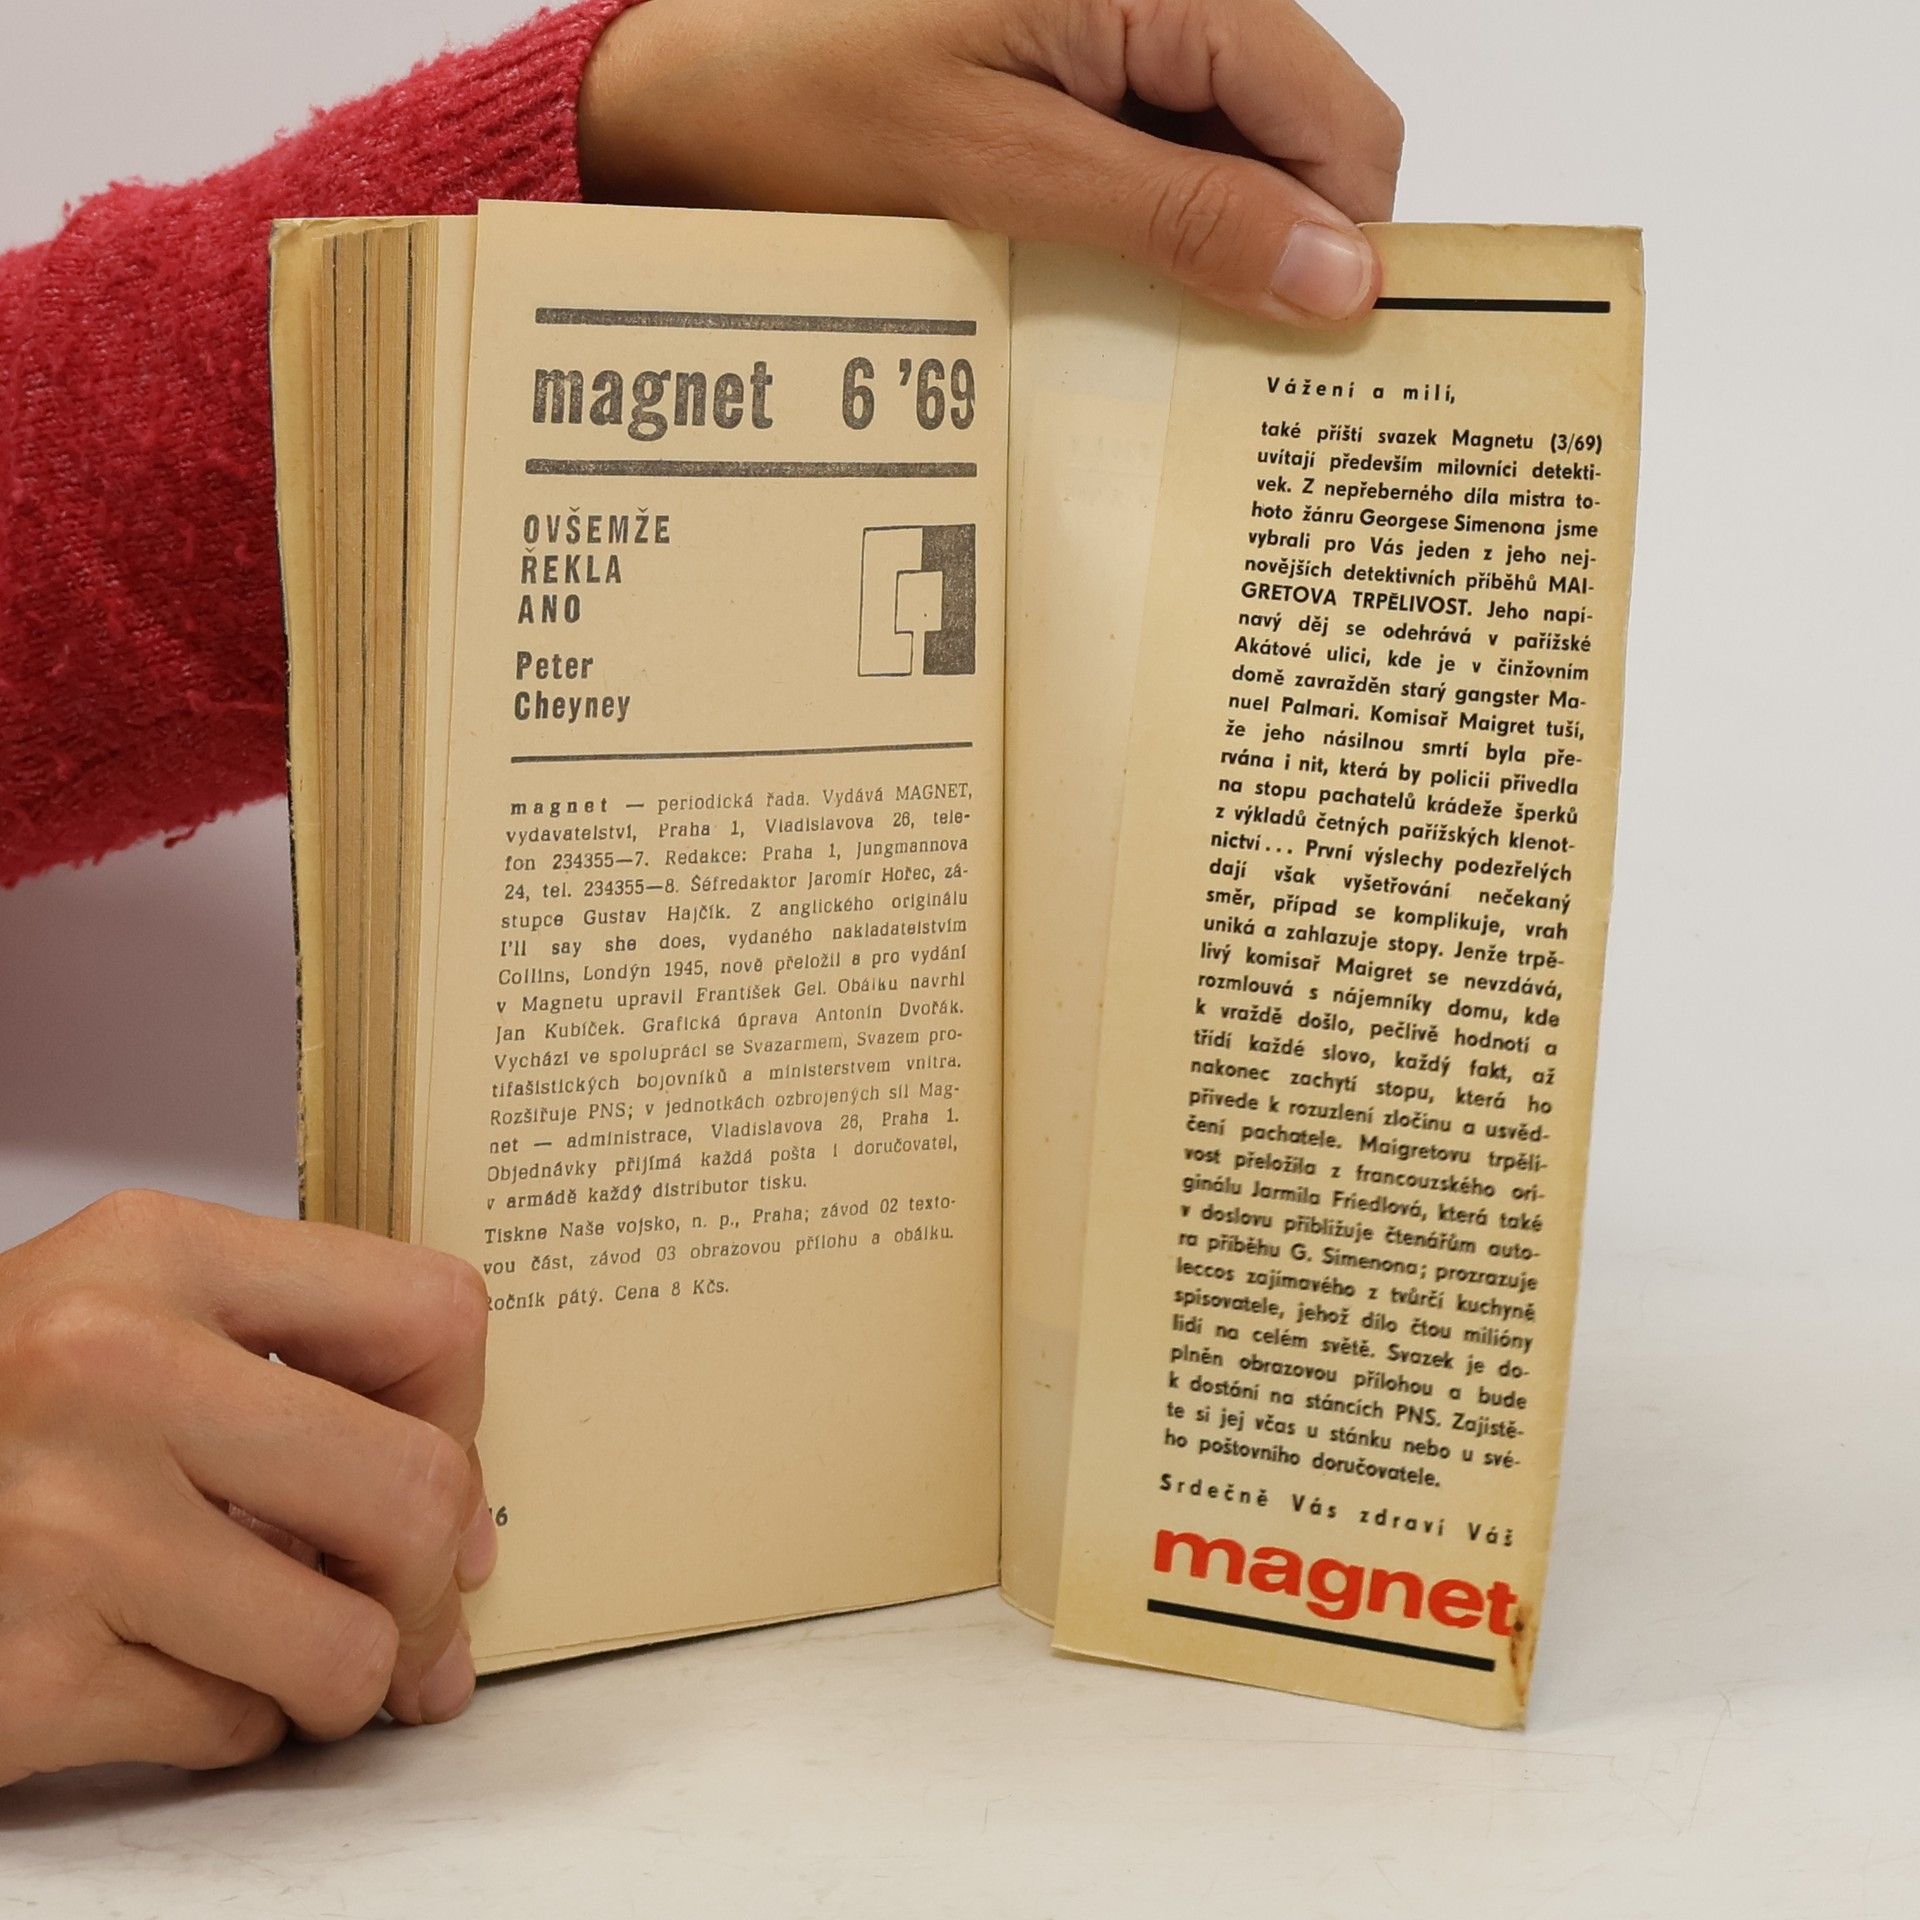 magnet 6 '69
OVŠEMŽE
ŘEKLA
ANO
Peter
Cheyney
magnet — periodická řada. Vydává MAGNET,
vydavatelství, Praha 1, Vladislavova 26, tele-
fon 234355—7. Redakce: Praha 1, Jungmannova
24, tel. 234355—8. Šéfredaktor Jaromír Hořec, zá-
stupce Gustav Hajčík. Z anglického originálu
I'll say she does, vydaného nakladatelstvím
Collins, Londýn 1945, nově přeložil a pro vydání
v Magnetu upravil František Gel. Obálku navrhl
Jan Kubíček. Grafická úprava Antonín Dvořák.
Vychází ve spolupráci se Svazarmem, Svazem pro-
tifašistických bojovníků a ministerstvem vnitra.
Rozšiřuje PNS; v jednotkách ozbrojených sil Mag-
net — administrace, Vladislavova 26, Praha 1.
Objednávky přijímá každá pošta i doručovatel,
v armádě každý distributor tisku.
Tiskne Naše vojsko, n. p., Praha; závod 02 texto-
vou část, závod 03 obrazovou přílohu a obálku.
Ročník pátý. Cena 8 Kčs.
16
Vážení a milí,
také příští svazek Magnetu (3/69)
uvítají především milovníci detekti-
vek. Z nepřeberného díla mistra to-
hoto žánru Georgese Simenona jsme
vybrali pro Vás jeden z jeho nej-
novějších detektivních příběhů MAI-
GRETOVA TRPĚLIVOST. Jeho napí-
navý děj se odehrává v pařížské
Akátové ulici, kde je v činžovním
domě zavražděn starý gangster Ma-
nuel Palmari. Komisař Maigret tuší,
že jeho násilnou smrtí byla pře-
rvána i nit, která by policii přivedla
na stopu pachatelů krádeže šperků
z výkladů četných pařížských klenot-
nictví... První výslechy podezřelých
dají však vyšetřování nečekaný
směr, případ se komplikuje, vrah
uniká a zahlazuje stopy. Jenže trpě-
livý komisař Maigret se nevzdává,
rozmlouvá s nájemníky domu, kde
k vraždě došlo, pečlivě hodnotí a
třídí každé slovo, každý fakt, až
nakonec zachytí stopu, která ho
přivede k rozuzlení zločinu a usvěd-
čení pachatele. Maigretovu trpěli-
vost přeložila z francouzského ori-
ginálu Jarmila Friedlová, která také
v doslovu přibližuje čtenářům auto-
ra příběhu G. Simenona; prozrazuje
leccos zajímavého z tvůrčí kuchyně
spisovatele, jehož dílo čtou milióny
lidí na celém světě. Svazek je do-
plněn obrazovou přílohou a bude
k dostání na stáncích PNS. Zajistě-
te si jej včas u stánku nebo u své-
ho poštovního doručovatele.
Srdečně Vás zdraví Váš
magnet